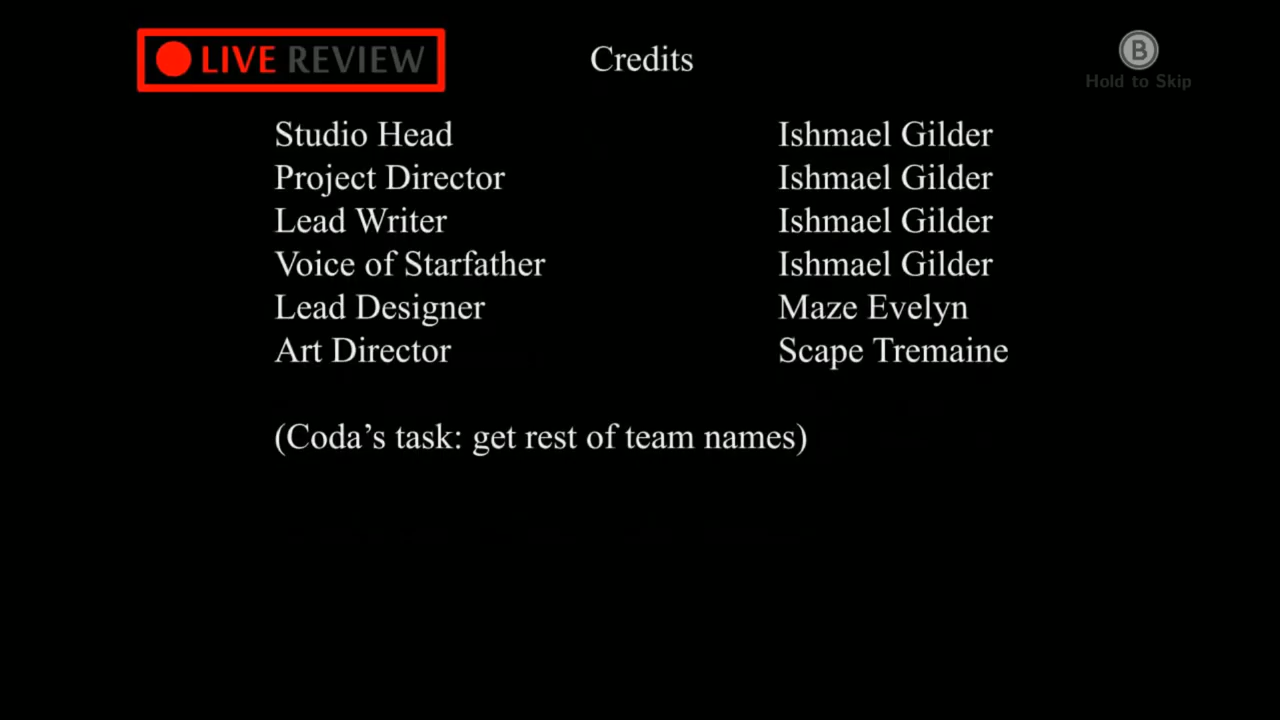 LIVE REVIEW
Credits
B
Hold to Skip
Studio Head Ishmael Gilder
Project Director Ishmael Gilder
Lead Writer Ishmael Gilder
Voice of Starfather Ishmael Gilder
Lead Designer Maze Evelyn
Art Director Scape Tremaine
(Coda’s task: get rest of team names)